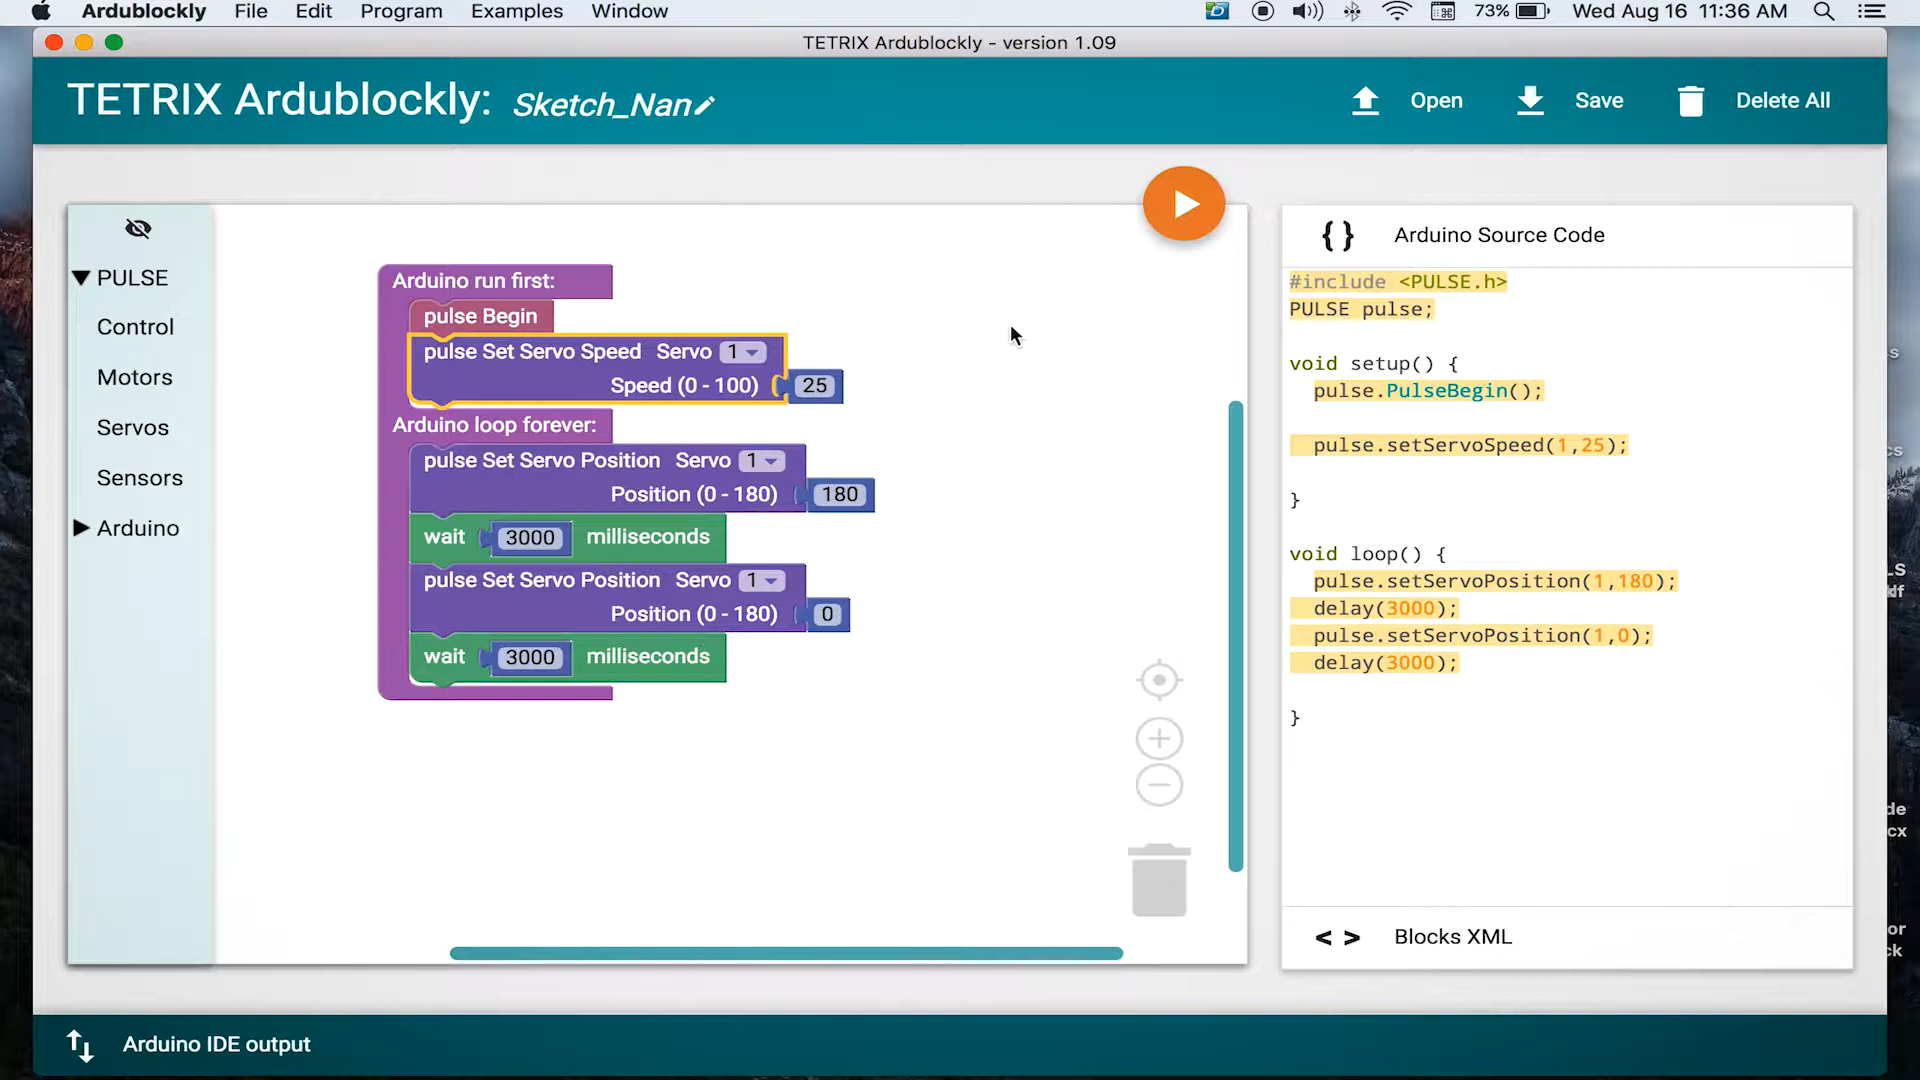 Ardublockly File Edit Program Examples Window 73% Wed Aug 16 11:36 AM
TETRIX Ardublockly - version 1.09
TETRIX Ardublockly: Sketch_Nan
Open Save Delete All
PULSE
Control
Motors
Servos
Sensors
Arduino
Arduino run first:
pulse Begin
pulse Set Servo Speed Servo 1
Speed (0 - 100) 25
Arduino loop forever:
pulse Set Servo Position Servo 1
Position (0 - 180) 180
wait 3000 milliseconds
pulse Set Servo Position Servo 1
Position (0 - 180) 0
wait 3000 milliseconds
{ } Arduino Source Code
#include <PULSE.h>
PULSE pulse;
void setup() {
pulse.PulseBegin();
pulse.setServoSpeed(1,25);
}
void loop() {
pulse.setServoPosition(1,180);
delay(3000);
pulse.setServoPosition(1,0);
delay(3000);
}
< > Blocks XML
Arduino IDE output